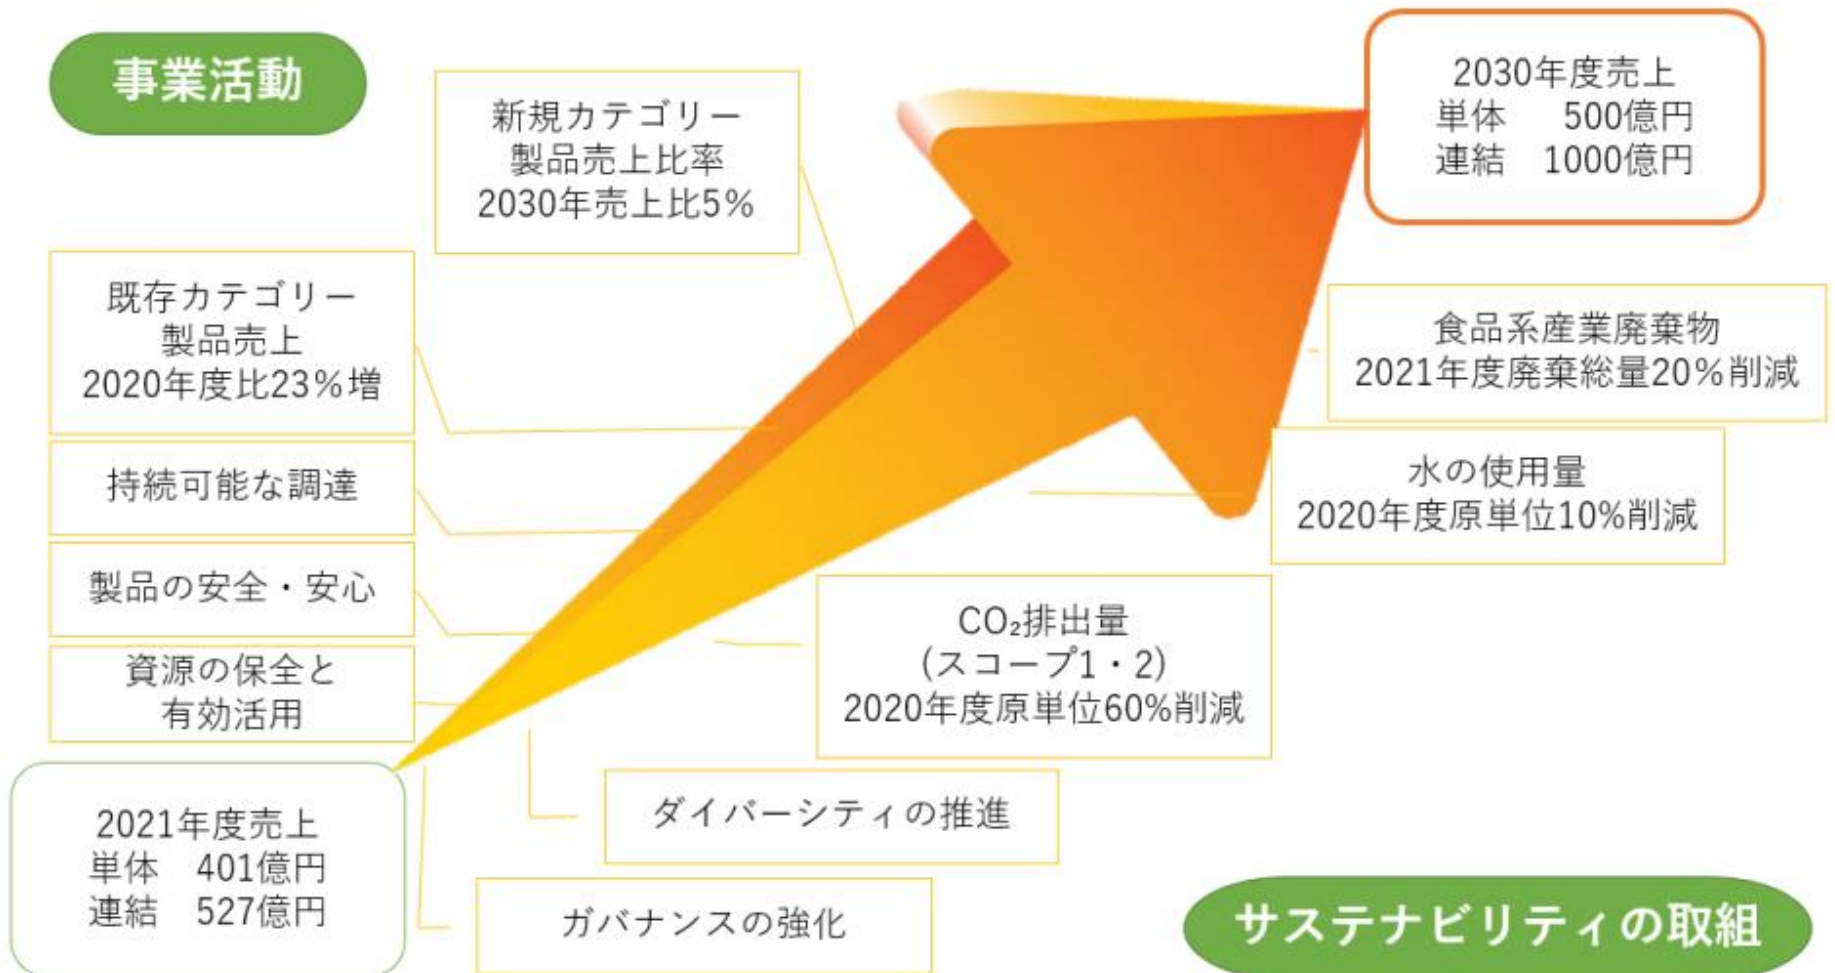 事業活動
新規カテゴリー
製品売上比率
2030年売上比5%
2030年度売上
単体　500億円
連結　1000億円
既存カテゴリー
製品売上
2020年度比23%増
持続可能な調達
製品の安全・安心
資源の保全と
有効活用
2021年度売上
単体　401億円
連結　527億円
食品系産業廃棄物
2021年度廃棄総量20%削減
水の使用量
2020年度原単位10%削減
CO₂排出量
(スコープ1・2)
2020年度原単位60%削減
ダイバーシティの推進
ガバナンスの強化
サステナビリティの取組